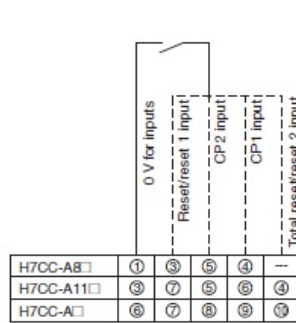 0 V for inputs
Reset/reset 1 input
CP2 input
CP1 input
Total reset/reset 2 input
H7CC-A8□ ① ③ ⑤ ④ ---
H7CC-A11□ ③ ⑦ ⑤ ⑥ ④
H7CC-A□ ⑥ ⑦ ⑧ ⑨ ⑩